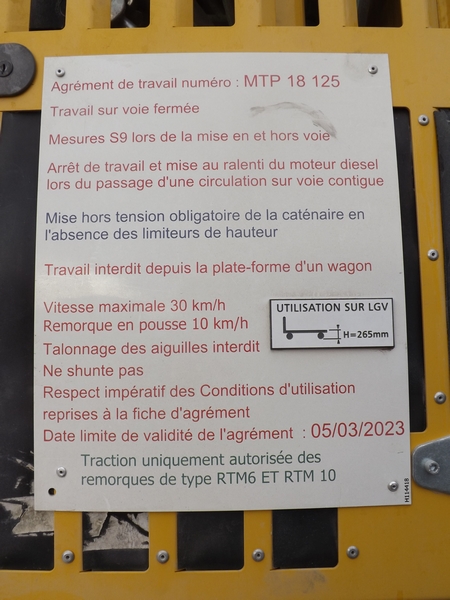 Agrément de travail numéro : MTP 18 125
Travail sur voie fermée
Mesures S9 lors de la mise en et hors voie
Arrêt de travail et mise au ralenti du moteur diesel
lors du passage d'une circulation sur voie contigue
Mise hors tension obligatoire de la caténaire en
l'absence des limiteurs de hauteur
Travail interdit depuis la plate-forme d'un wagon
Vitesse maximale 30 km/h
Remorque en pousse 10 km/h
UTILISATION SUR LGV
H=265mm
Talonnage des aiguilles interdit
Ne shunte pas
Respect impératif des Conditions d'utilisation
reprises à la fiche d'agrément
Date limite de validité de l'agrément : 05/03/2023
Traction uniquement autorisée des
remorques de type RTM6 ET RTM 10
H11441B